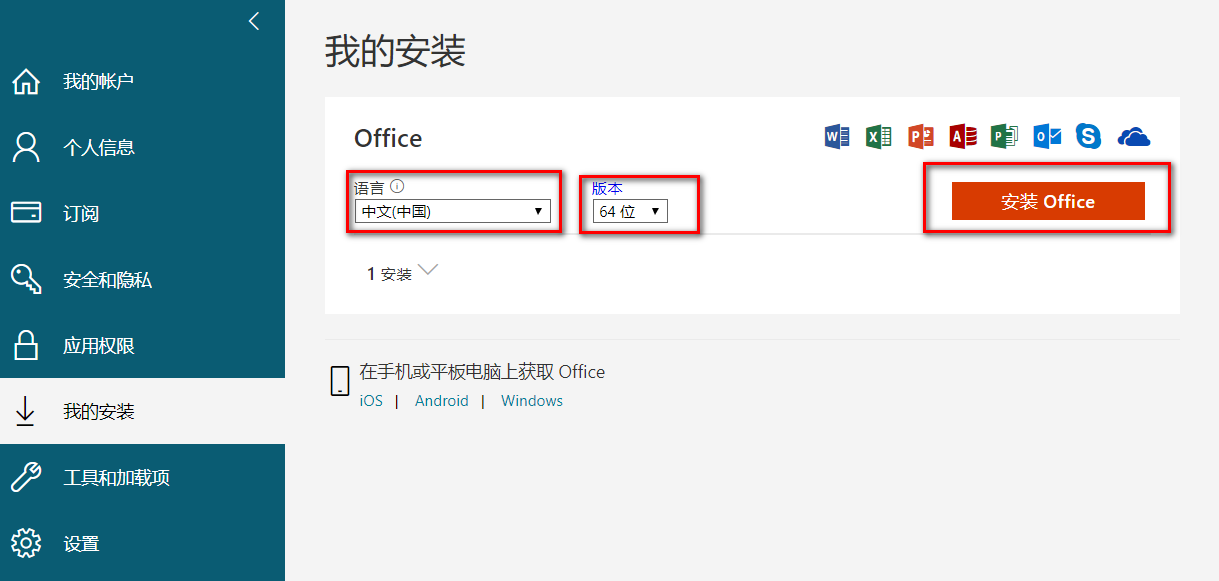 我的帐户
个人信息
订阅
安全和隐私
应用权限
我的安装
工具和加载项
设置
我的安装
Office
语言 版本
中文(中国) 64 位
安装 Office
1 安装
在手机或平板电脑上获取 Office
iOS | Android | Windows